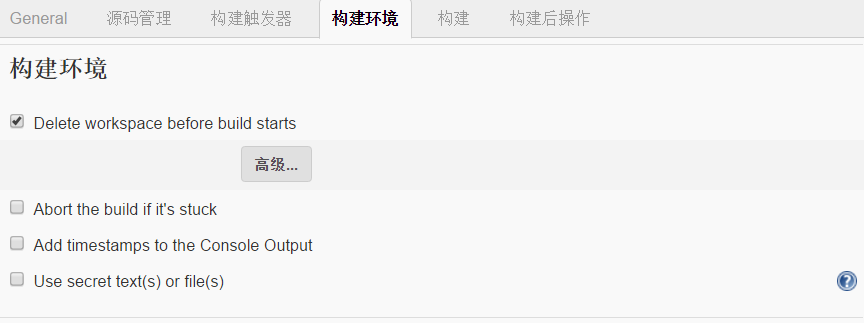 General 源码管理 构建触发器 构建环境 构建 构建后操作
构建环境
Delete workspace before build starts
高级...
Abort the build if it's stuck
Add timestamps to the Console Output
Use secret text(s) or file(s) ?